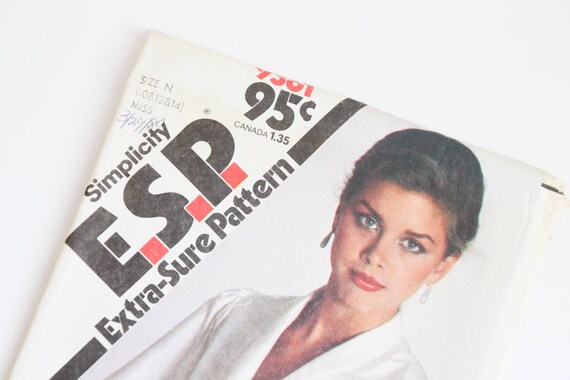 SIZE N
(10&12&14)
MISS
95¢
CANADA 1.35
Simplicity®
E.S.P.
Extra-Sure Pattern